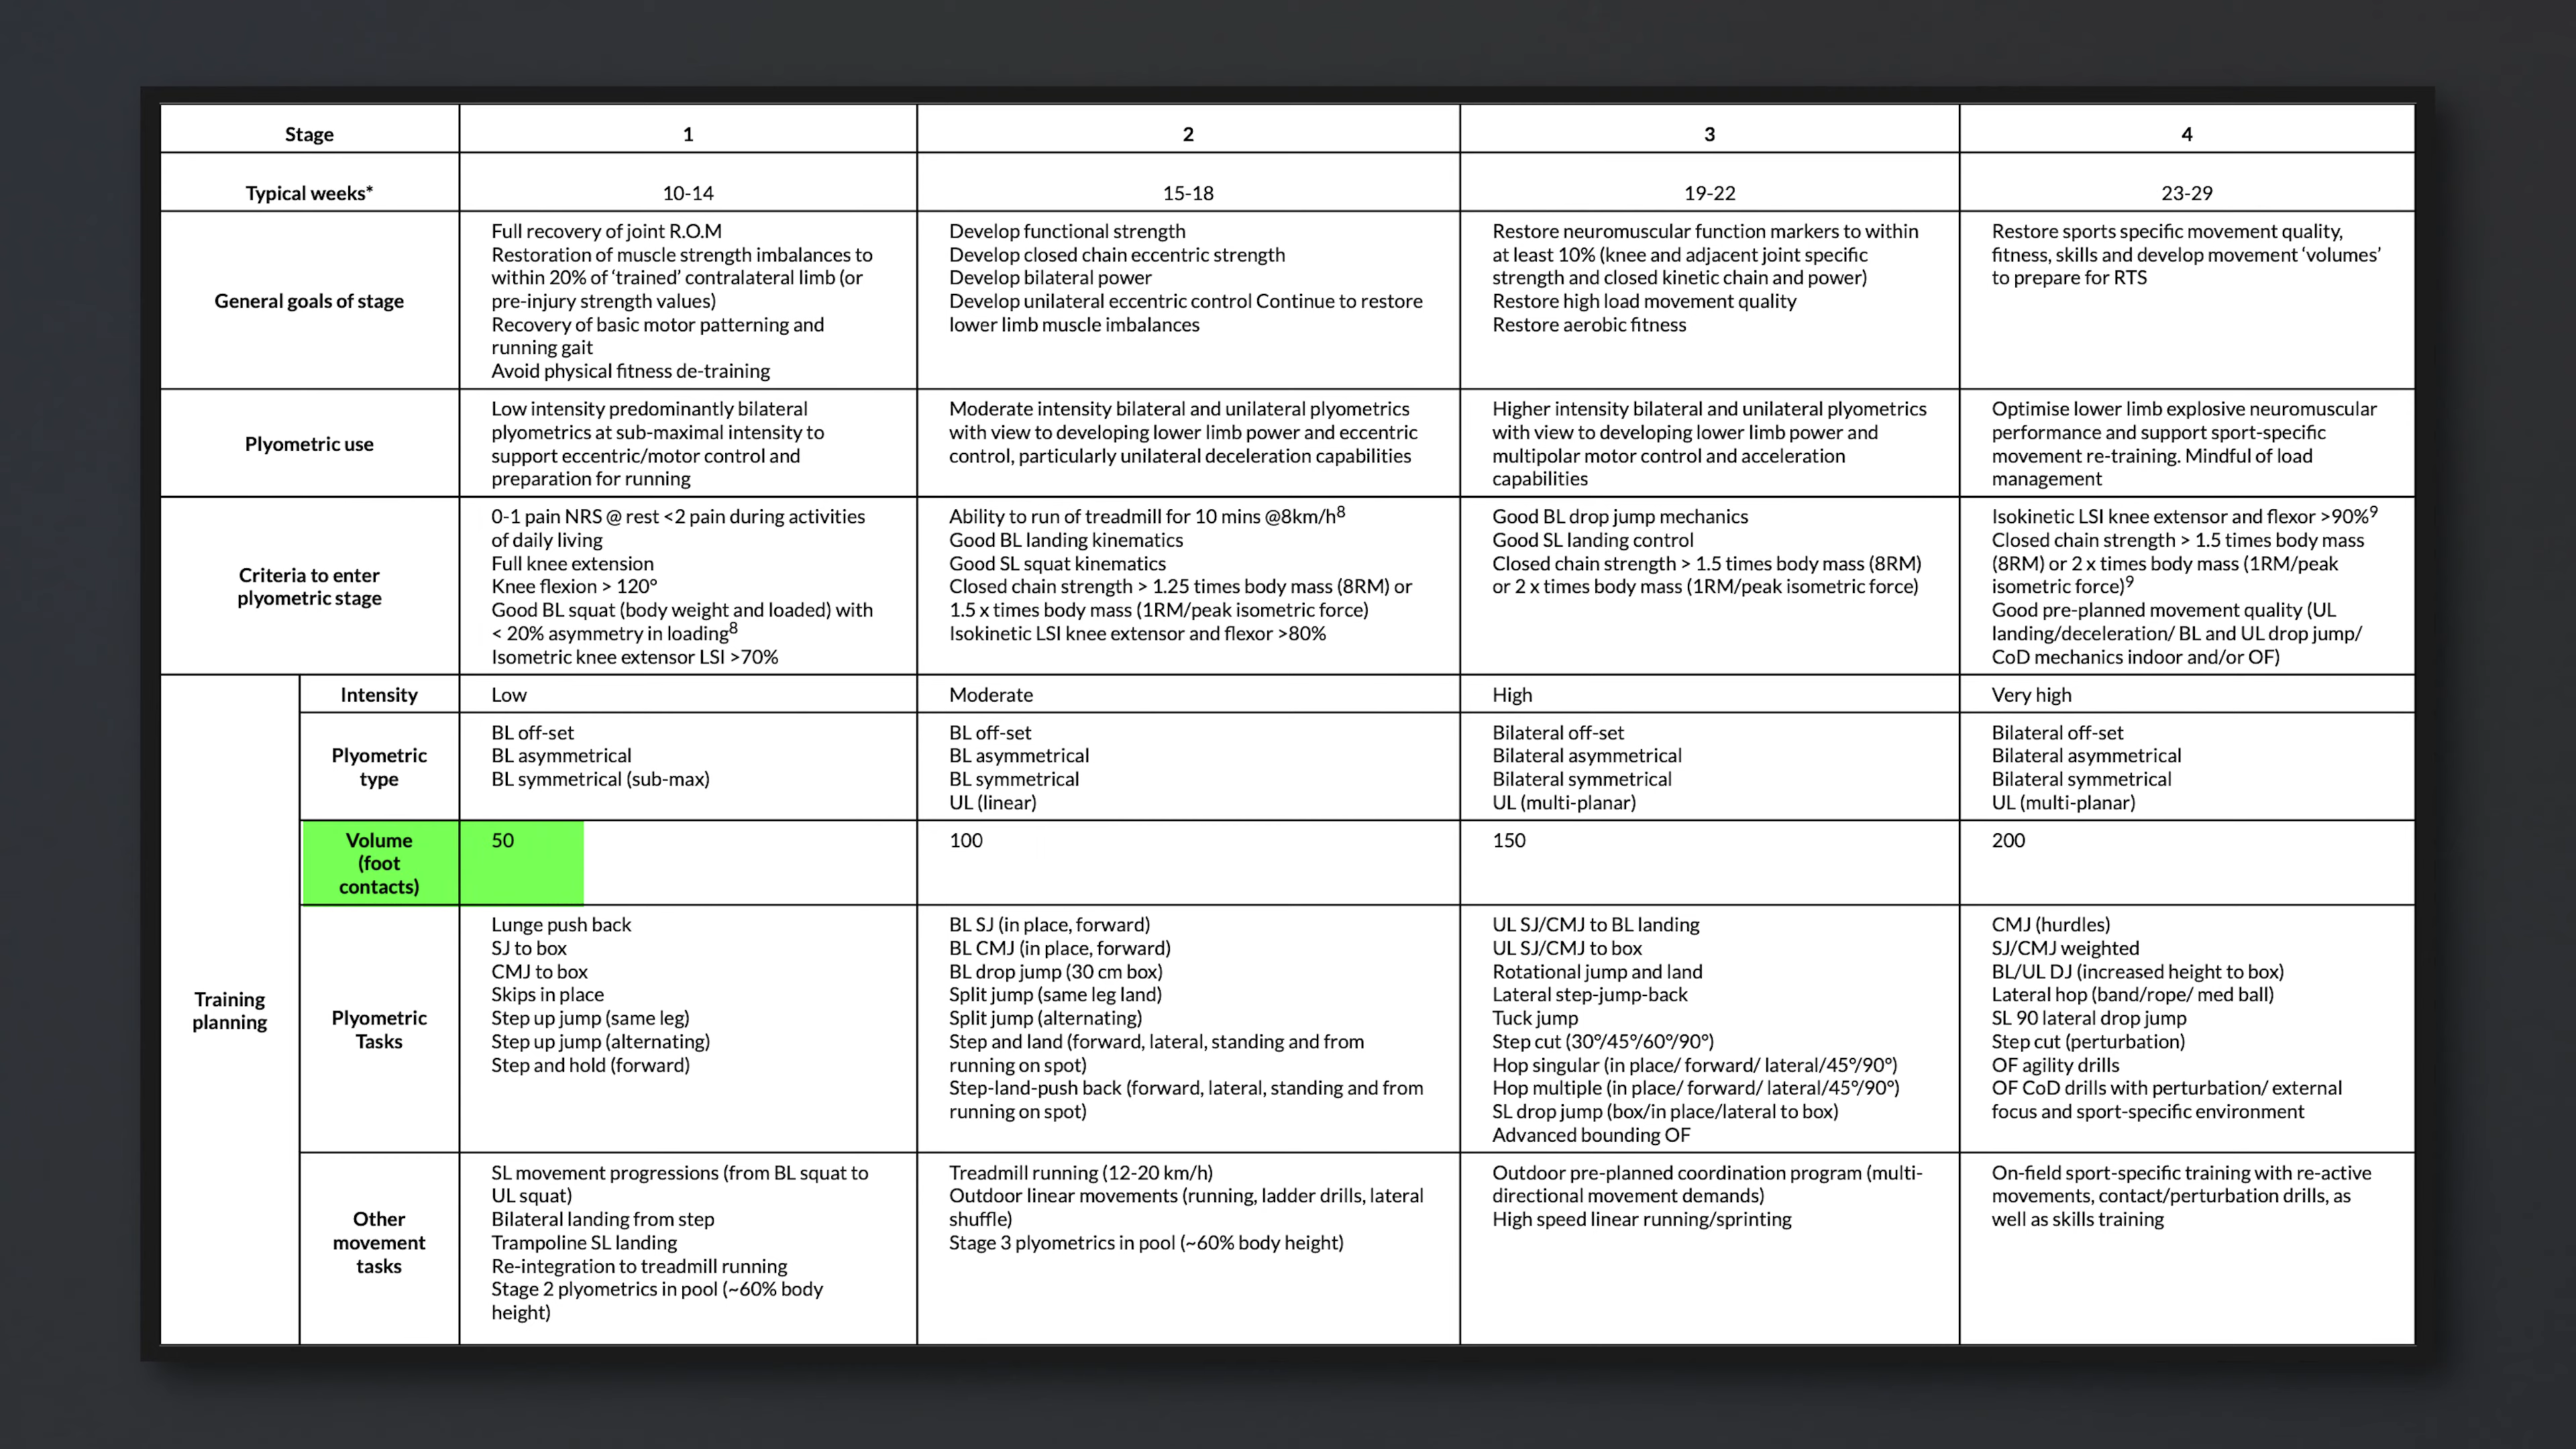 Stage
1
2
3
4
Typical weeks*
10-14
15-18
19-22
23-29
General goals of stage
Full recovery of joint R.O.M
Restoration of muscle strength imbalances to
within 20% of ‘trained’ contralateral limb (or
pre-injury strength values)
Recovery of basic motor patterning and
running gait
Avoid physical fitness de-training
Develop functional strength
Develop closed chain eccentric strength
Develop bilateral power
Develop unilateral eccentric control Continue to restore
lower limb muscle imbalances
Restore neuromuscular function markers to within
at least 10% (knee and adjacent joint specific
strength and closed kinetic chain and power)
Restore high load movement quality
Restore aerobic fitness
Restore sports specific movement quality,
fitness, skills and develop movement ‘volumes’
to prepare for RTS
Plyometric use
Low intensity predominantly bilateral
plyometrics at sub-maximal intensity to
support eccentric/motor control and
preparation for running
Moderate intensity bilateral and unilateral plyometrics
with view to developing lower limb power and eccentric
control, particularly unilateral deceleration capabilities
Higher intensity bilateral and unilateral plyometrics
with view to developing lower limb power and
multipolar motor control and acceleration
capabilities
Optimise lower limb explosive neuromuscular
performance and support sport-specific
movement re-training. Mindful of load
management
Criteria to enter
plyometric stage
0-1 pain NRS @ rest <2 pain during activities
of daily living
Full knee extension
Knee flexion > 120°
Good BL squat (body weight and loaded) with
< 20% asymmetry in loading8
Isometric knee extensor LSI >70%
Ability to run of treadmill for 10 mins @8km/h8
Good BL landing kinematics
Good SL squat kinematics
Closed chain strength > 1.25 times body mass (8RM) or
1.5 x times body mass (1RM/peak isometric force)
Isokinetic LSI knee extensor and flexor >80%
Good BL drop jump mechanics
Good SL landing control
Closed chain strength > 1.5 times body mass (8RM)
or 2 x times body mass (1RM/peak isometric force)
Isokinetic LSI knee extensor and flexor >90%9
Closed chain strength > 1.5 times body mass
(8RM) or 2 x times body mass (1RM/peak
isometric force)9
Good pre-planned movement quality (UL
landing/deceleration/ BL and UL drop jump/
CoD mechanics indoor and/or OF)
Training
planning
Intensity
Low
Moderate
High
Very high
Plyometric
type
BL off-set
BL asymmetrical
BL symmetrical (sub-max)
BL off-set
BL asymmetrical
BL symmetrical
UL (linear)
Bilateral off-set
Bilateral asymmetrical
Bilateral symmetrical
UL (multi-planar)
Bilateral off-set
Bilateral asymmetrical
Bilateral symmetrical
UL (multi-planar)
Volume
(foot
contacts)
50
100
150
200
Plyometric
Tasks
Lunge push back
SJ to box
CMJ to box
Skips in place
Step up jump (same leg)
Step up jump (alternating)
Step and hold (forward)
BL SJ (in place, forward)
BL CMJ (in place, forward)
BL drop jump (30 cm box)
Split jump (same leg land)
Split jump (alternating)
Step and land (forward, lateral, standing and from
running on spot)
Step-land-push back (forward, lateral, standing and from
running on spot)
UL SJ/CMJ to BL landing
UL SJ/CMJ to box
Rotational jump and land
Lateral step-jump-back
Tuck jump
Step cut (30°/45°/60°/90°)
Hop singular (in place/ forward/ lateral/45°/90°)
Hop multiple (in place/ forward/ lateral/45°/90°)
SL drop jump (box/in place/lateral to box)
Advanced bounding OF
CMJ (hurdles)
SJ/CMJ weighted
BL/UL DJ (increased height to box)
Lateral hop (band/rope/ med ball)
SL 90 lateral drop jump
Step cut (perturbation)
OF agility drills
OF CoD drills with perturbation/ external
focus and sport-specific environment
Other
movement
tasks
SL movement progressions (from BL squat to
UL squat)
Bilateral landing from step
Trampoline SL landing
Re-integration to treadmill running
Stage 2 plyometrics in pool (~60% body
height)
Treadmill running (12-20 km/h)
Outdoor linear movements (running, ladder drills, lateral
shuffle)
Stage 3 plyometrics in pool (~60% body height)
Outdoor pre-planned coordination program (multi-
directional movement demands)
High speed linear running/sprinting
On-field sport-specific training with re-active
movements, contact/perturbation drills, as
well as skills training